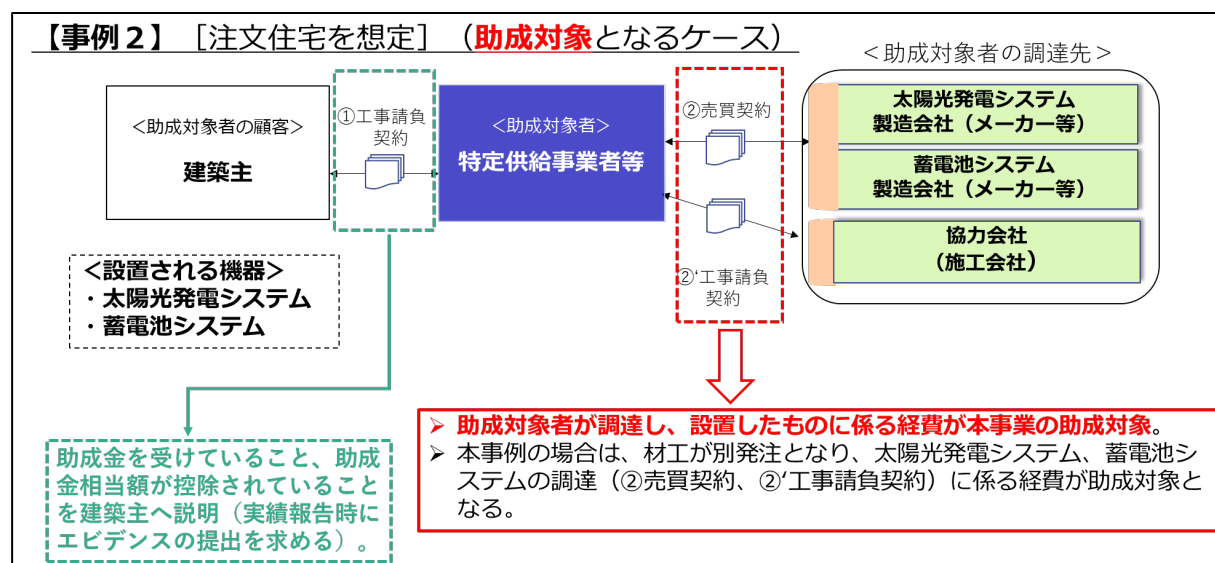 【事例２】［注文住宅を想定］（助成対象となるケース）
＜助成対象者の調達先＞
＜助成対象者の顧客＞
建築主
①工事請負
契約
＜助成対象者＞
特定供給事業者等
②売買契約
②‘工事請負
契約
太陽光発電システム
製造会社（メーカー等）
蓄電池システム
製造会社（メーカー等）
協力会社
（施工会社）
＜設置される機器＞
・太陽光発電システム
・蓄電池システム
助成金を受けていること、助成
金相当額が控除されていること
を建築主へ説明（実績報告時に
エビデンスの提出を求める）。
➢ 助成対象者が調達し、設置したものに係る経費が本事業の助成対象。
➢ 本事例の場合は、材工が別発注となり、太陽光発電システム、蓄電池シ
ステムの調達（②売買契約、②‘工事請負契約）に係る経費が助成対象と
なる。